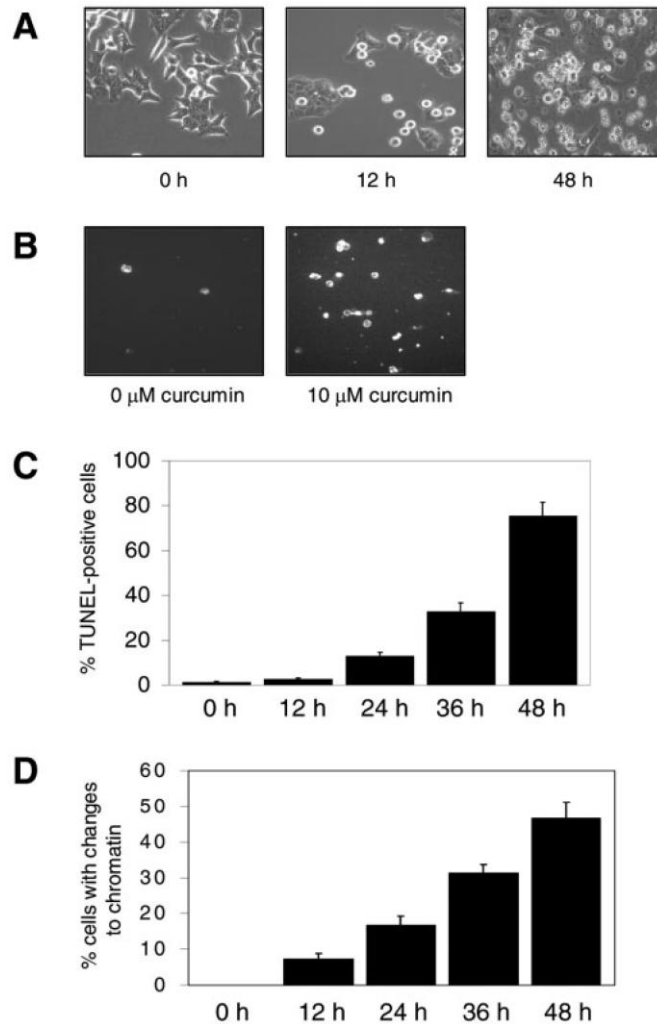 A
0 h
12 h
48 h
B
0 μM curcumin
10 μM curcumin
C
% TUNEL-positive cells
100
80
60
40
20
0
0 h
12 h
24 h
36 h
48 h
D
% cells with changes
to chromatin
60
50
40
30
20
10
0
0 h
12 h
24 h
36 h
48 h